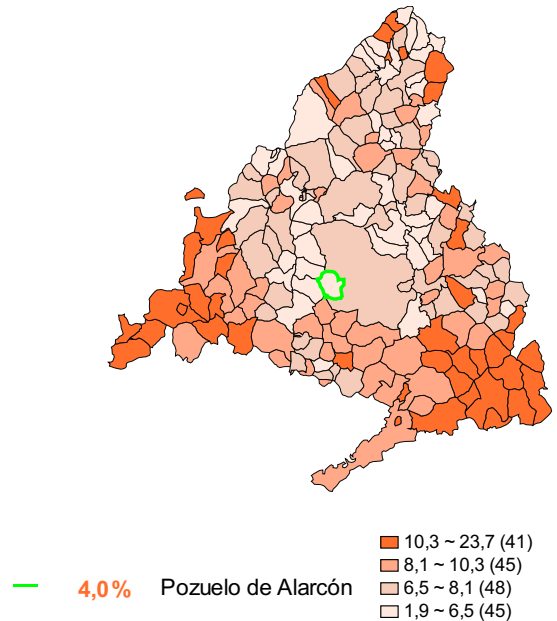 10,3 ~ 23,7 (41)
8,1 ~ 10,3 (45)
6,5 ~ 8,1 (48)
1,9 ~ 6,5 (45)
4,0% Pozuelo de Alarcón